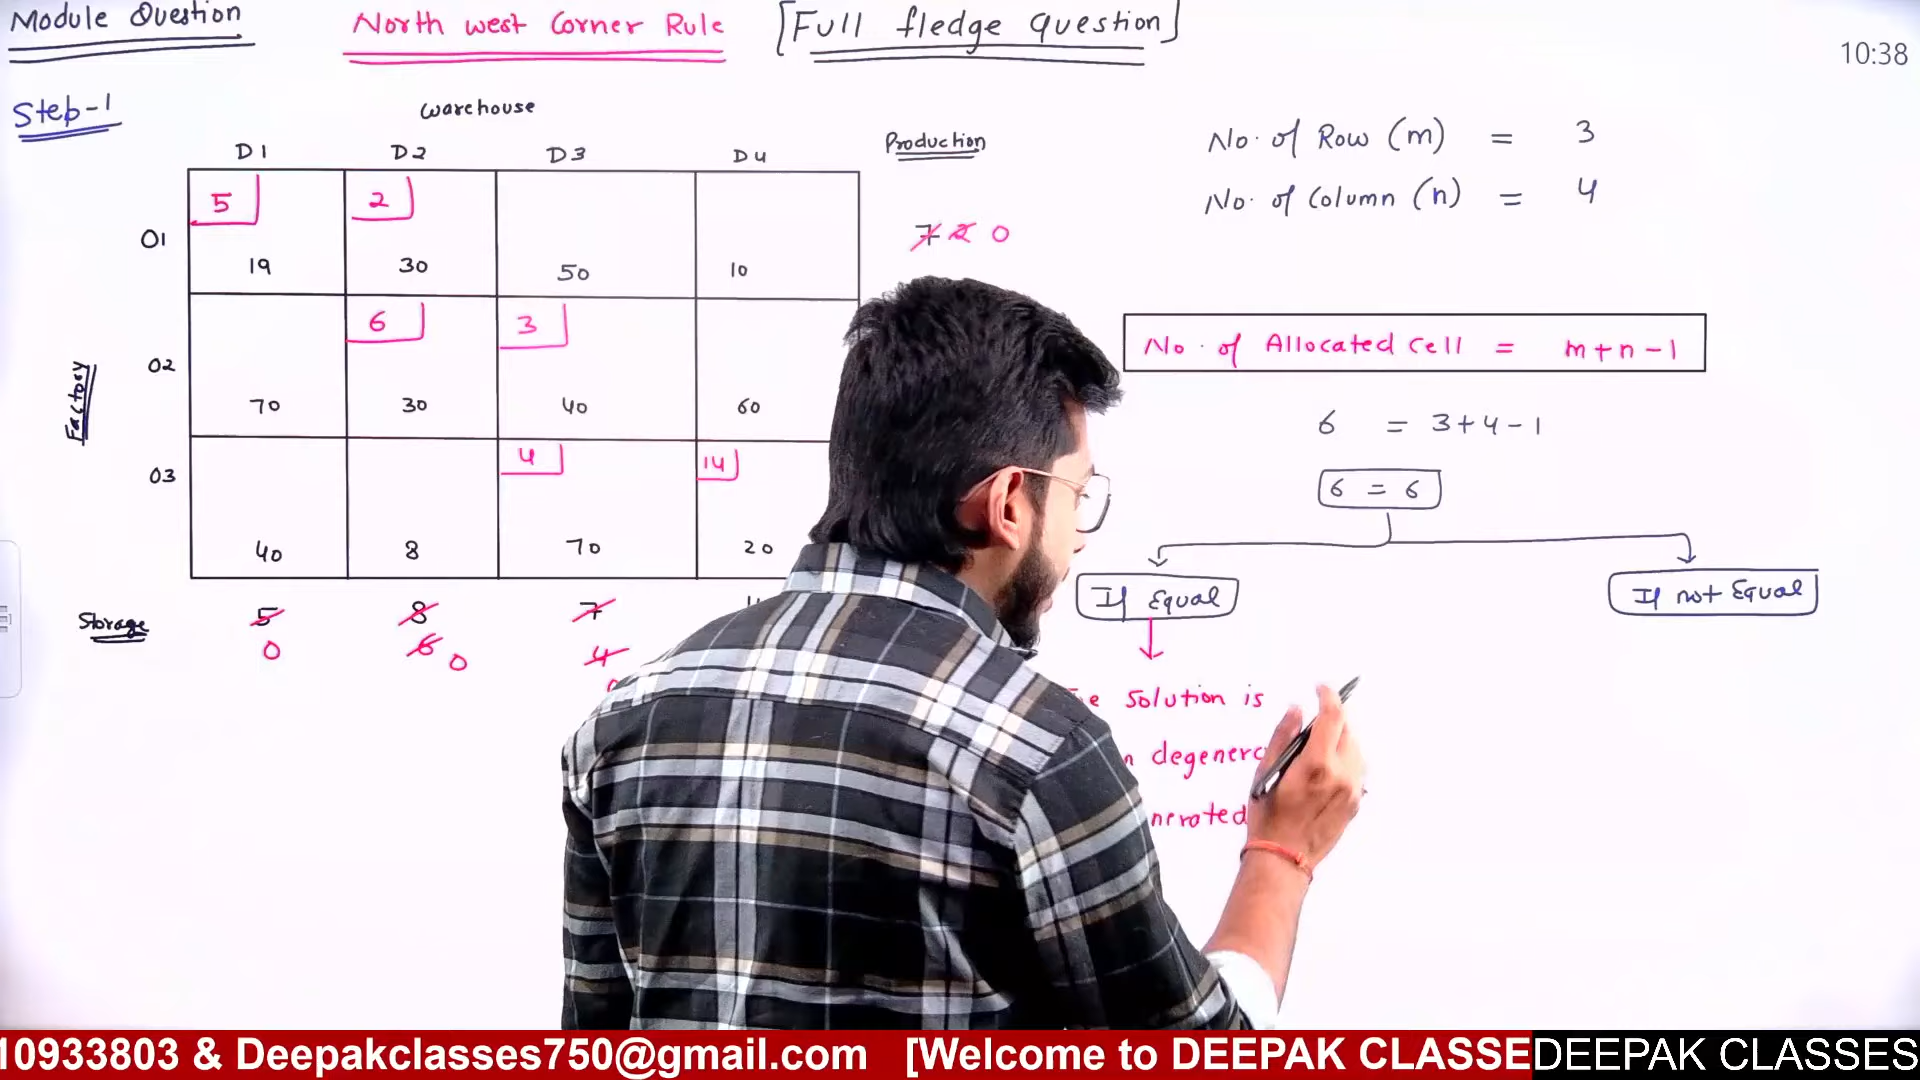 Module Question North west Corner Rule [Full fledge question]
10:38
Step-1
warehouse
D1 D2 D3 D4 Production
5 2
O1 19 30 50 10 7 2 0
6 3
O2 70 30 40 60
4 14
O3 40 8 70 20
Factory
Storage 5 8 7
0 6 0 4
No. of Row (m) = 3
No. of Column (n) = 4
No. of Allocated Cell = m+n-1
6 = 3+4-1
6 = 6
If Equal If not Equal
Solution is
10933803 & Deepakclasses750@gmail.com [Welcome to DEEPAK CLASSE
DEEPAK CLASSES